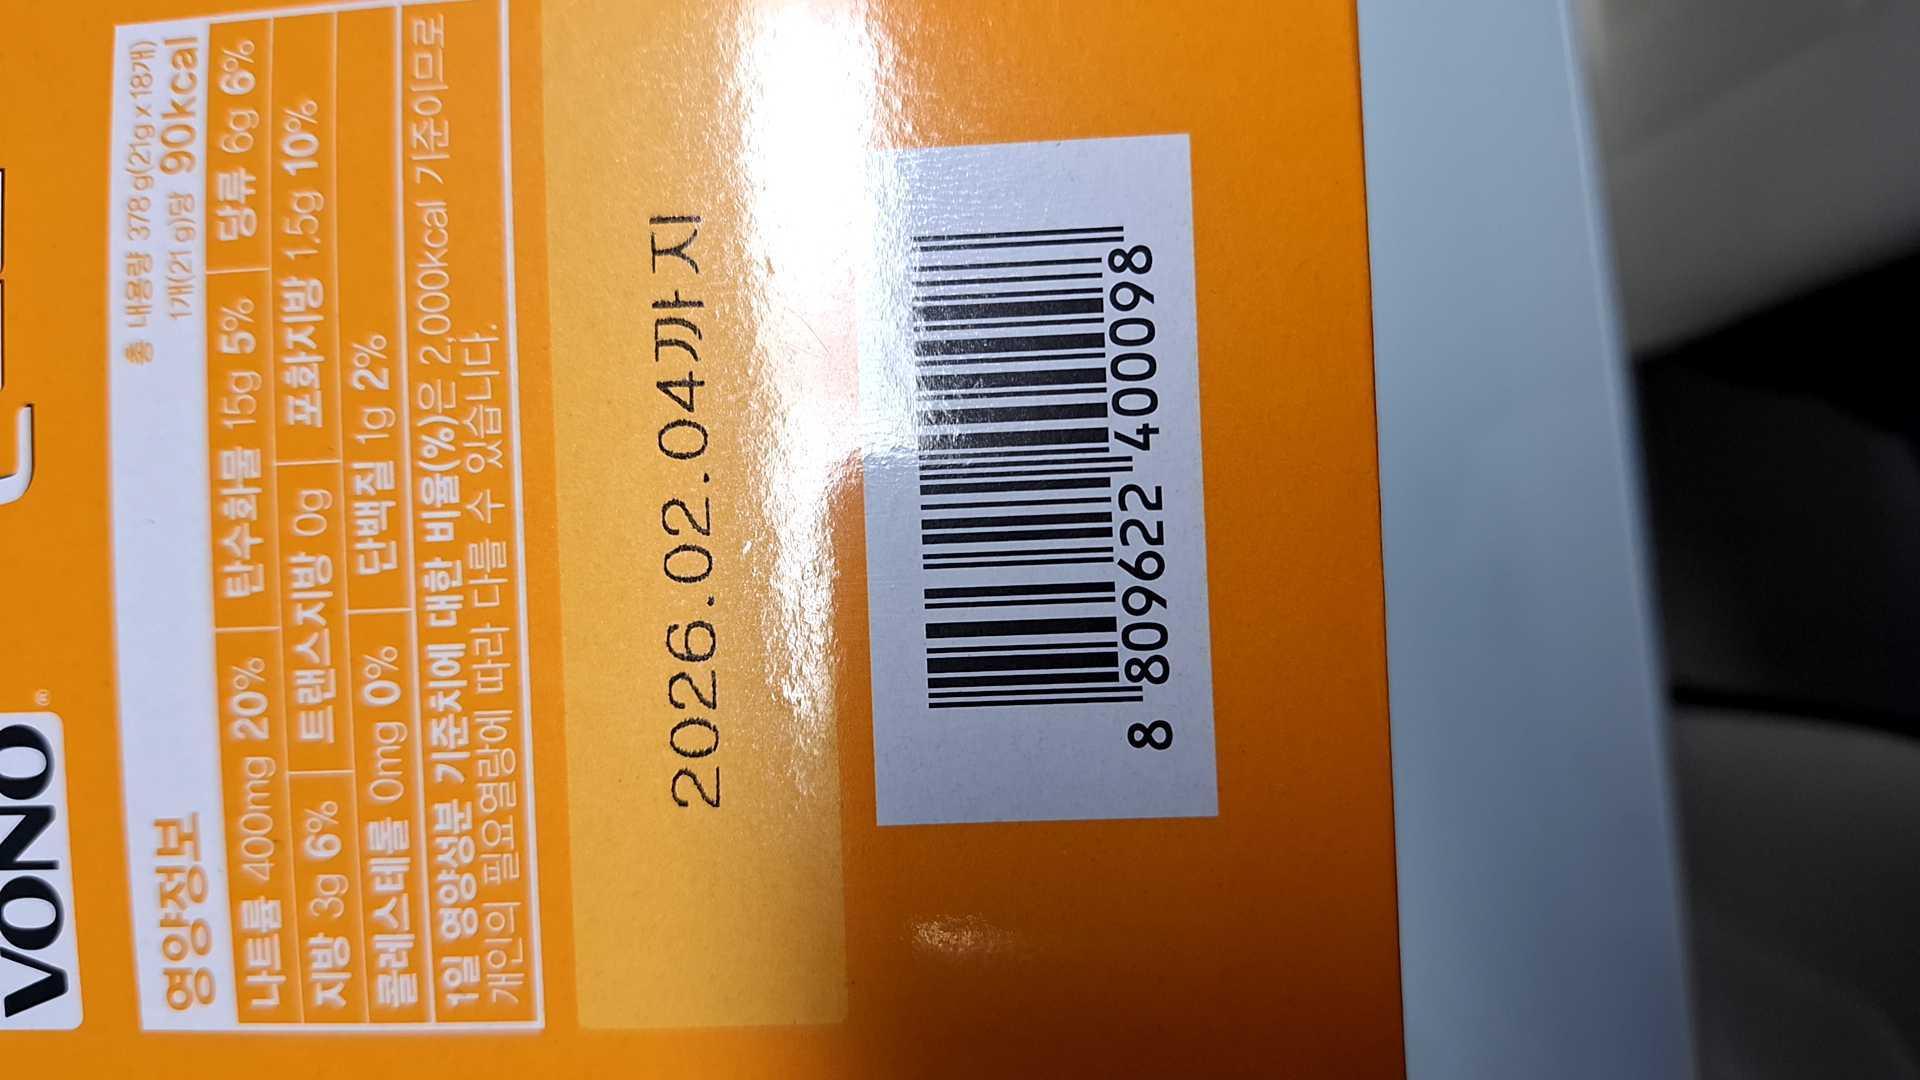 VONO®
영양정보
총 내용량 378 g(21g x 18개)
1개(21 g)당 90kcal
나트륨 400mg 20% 탄수화물 15g 5% 당류 6g 6%
지방 3g 6% 트랜스지방 0g 포화지방 1.5g 10%
콜레스테롤 0mg 0% 단백질 1g 2%
1일 영양성분 기준치에 대한 비율(%)은 2,000kcal 기준이므로
개인의 필요열량에 따라 다를 수 있습니다.
2026.02.04까지
8 809622 400098